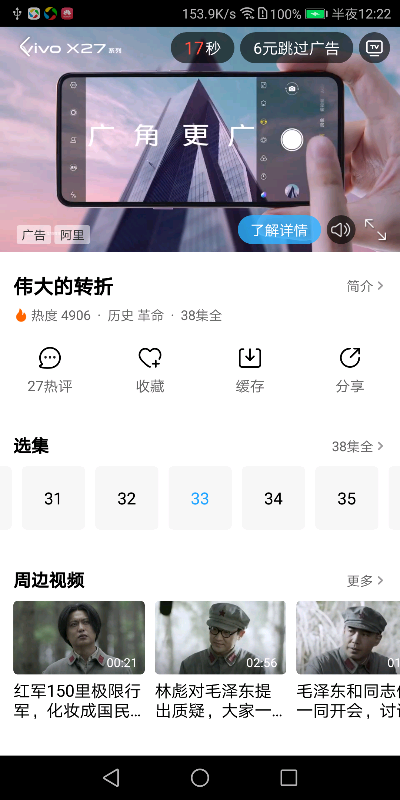 153.9K/s 100% 半夜12:22
vivo X27 系列
17秒
6元跳过广告
TV
广角更广
广告 阿里
了解详情
伟大的转折
简介
热度 4906 · 历史 革命 · 38集全
27热评
收藏
缓存
分享
选集
38集全
31
32
33
34
35
周边视频
更多
00:21
02:56
01
红军150里极限行
军，化妆成国民...
林彪对毛泽东提
出质疑，大家一...
毛泽东和同志们
一同开会，讨论